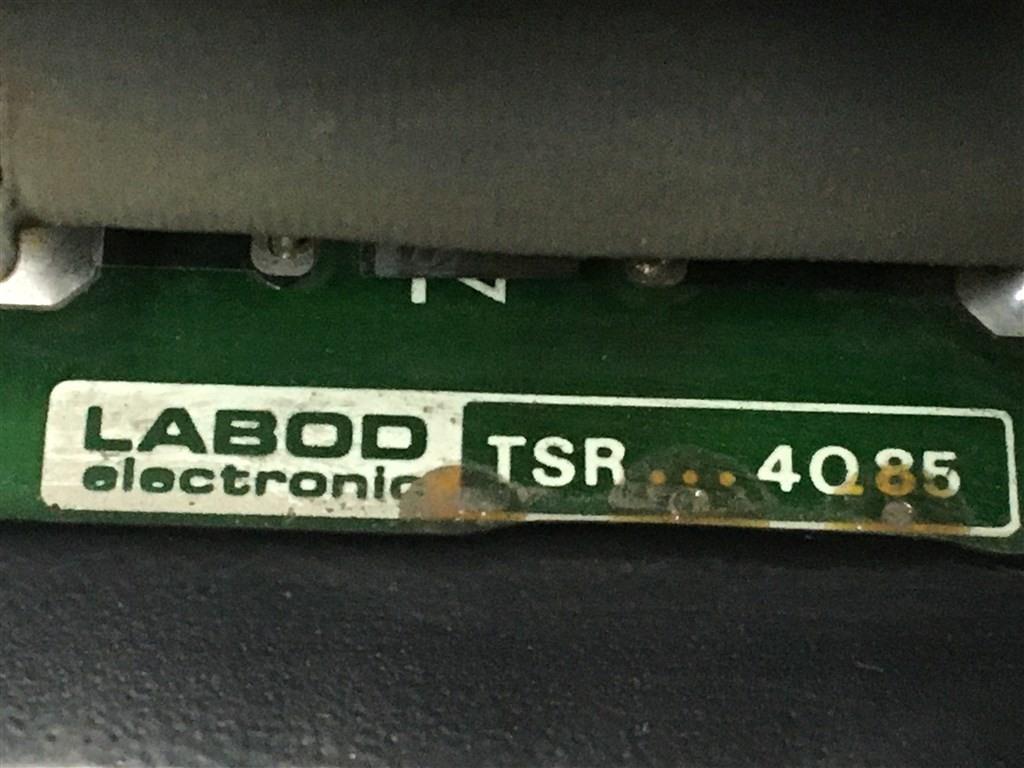 N
LABOD
electronic
TSR ... 4Q85